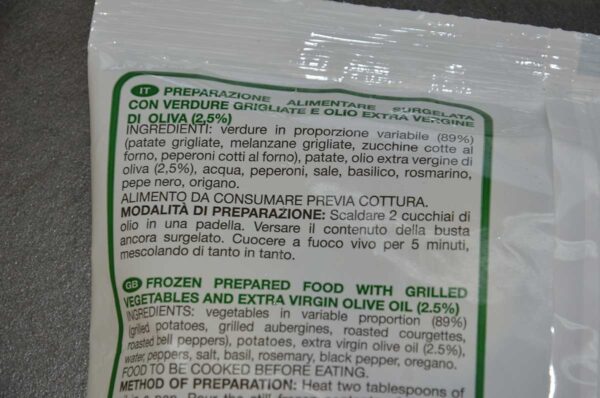 IT PREPARAZIONE ALIMENTARE SURGELATA
CON VERDURE GRIGLIATE E OLIO EXTRA VERGINE
DI OLIVA (2,5%)
INGREDIENTI: verdure in proporzione variabile (89%)
(patate grigliate, melanzane grigliate, zucchine cotte al
forno, peperoni cotti al forno), patate, olio extra vergine di
oliva (2,5%), acqua, peperoni, sale, basilico, rosmarino,
pepe nero, origano.
ALIMENTO DA CONSUMARE PREVIA COTTURA.
MODALITÀ DI PREPARAZIONE: Scaldare 2 cucchiai di
olio in una padella. Versare il contenuto della busta
ancora surgelato. Cuocere a fuoco vivo per 5 minuti,
mescolando di tanto in tanto.
GB FROZEN PREPARED FOOD WITH GRILLED
VEGETABLES AND EXTRA VIRGIN OLIVE OIL (2.5%)
INGREDIENTS: vegetables in variable proportion (89%)
(grilled potatoes, grilled aubergines, roasted courgettes,
roasted bell peppers), potatoes, extra virgin olive oil (2.5%),
water, peppers, salt, basil, rosemary, black pepper, oregano.
FOOD TO BE COOKED BEFORE EATING.
METHOD OF PREPARATION: Heat two tablespoons of